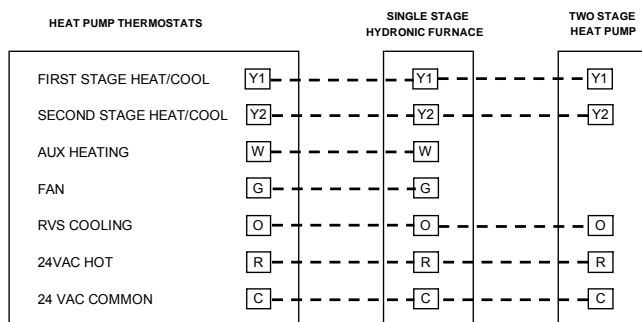 HEAT PUMP THERMOSTATS
SINGLE STAGE
HYDRONIC FURNACE
TWO STAGE
HEAT PUMP
FIRST STAGE HEAT/COOL Y1 Y1 Y1
SECOND STAGE HEAT/COOL Y2 Y2 Y2
AUX HEATING W W
FAN G G
RVS COOLING O O O
24VAC HOT R R R
24 VAC COMMON C C C